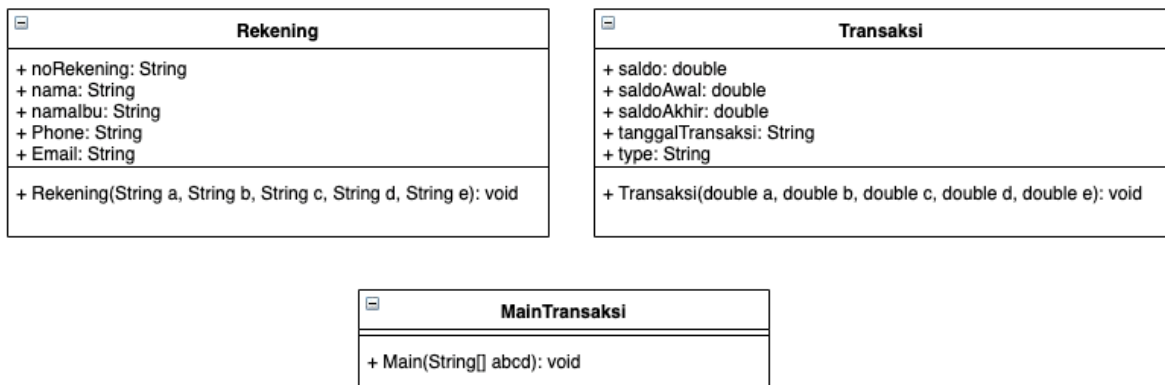 Rekening
+ noRekening: String
+ nama: String
+ namaIbu: String
+ Phone: String
+ Email: String
+ Rekening(String a, String b, String c, String d, String e): void
Transaksi
+ saldo: double
+ saldoAwal: double
+ saldoAkhir: double
+ tanggalTransaksi: String
+ type: String
+ Transaksi(double a, double b, double c, double d, double e): void
MainTransaksi
+ Main(String[] abcd): void